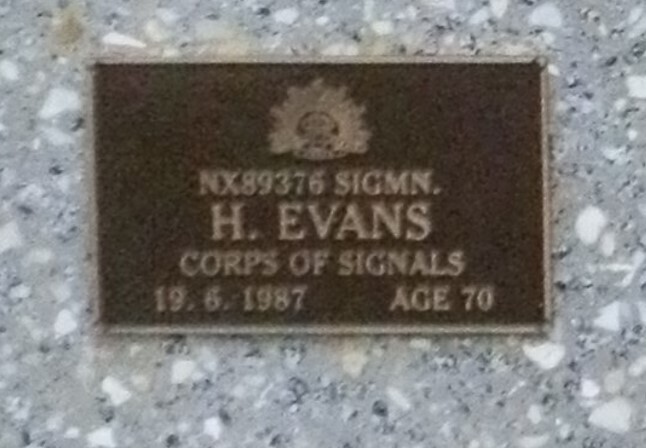 NX89376 SIGMN.
H. EVANS
CORPS OF SIGNALS
19. 6. 1987 AGE 70